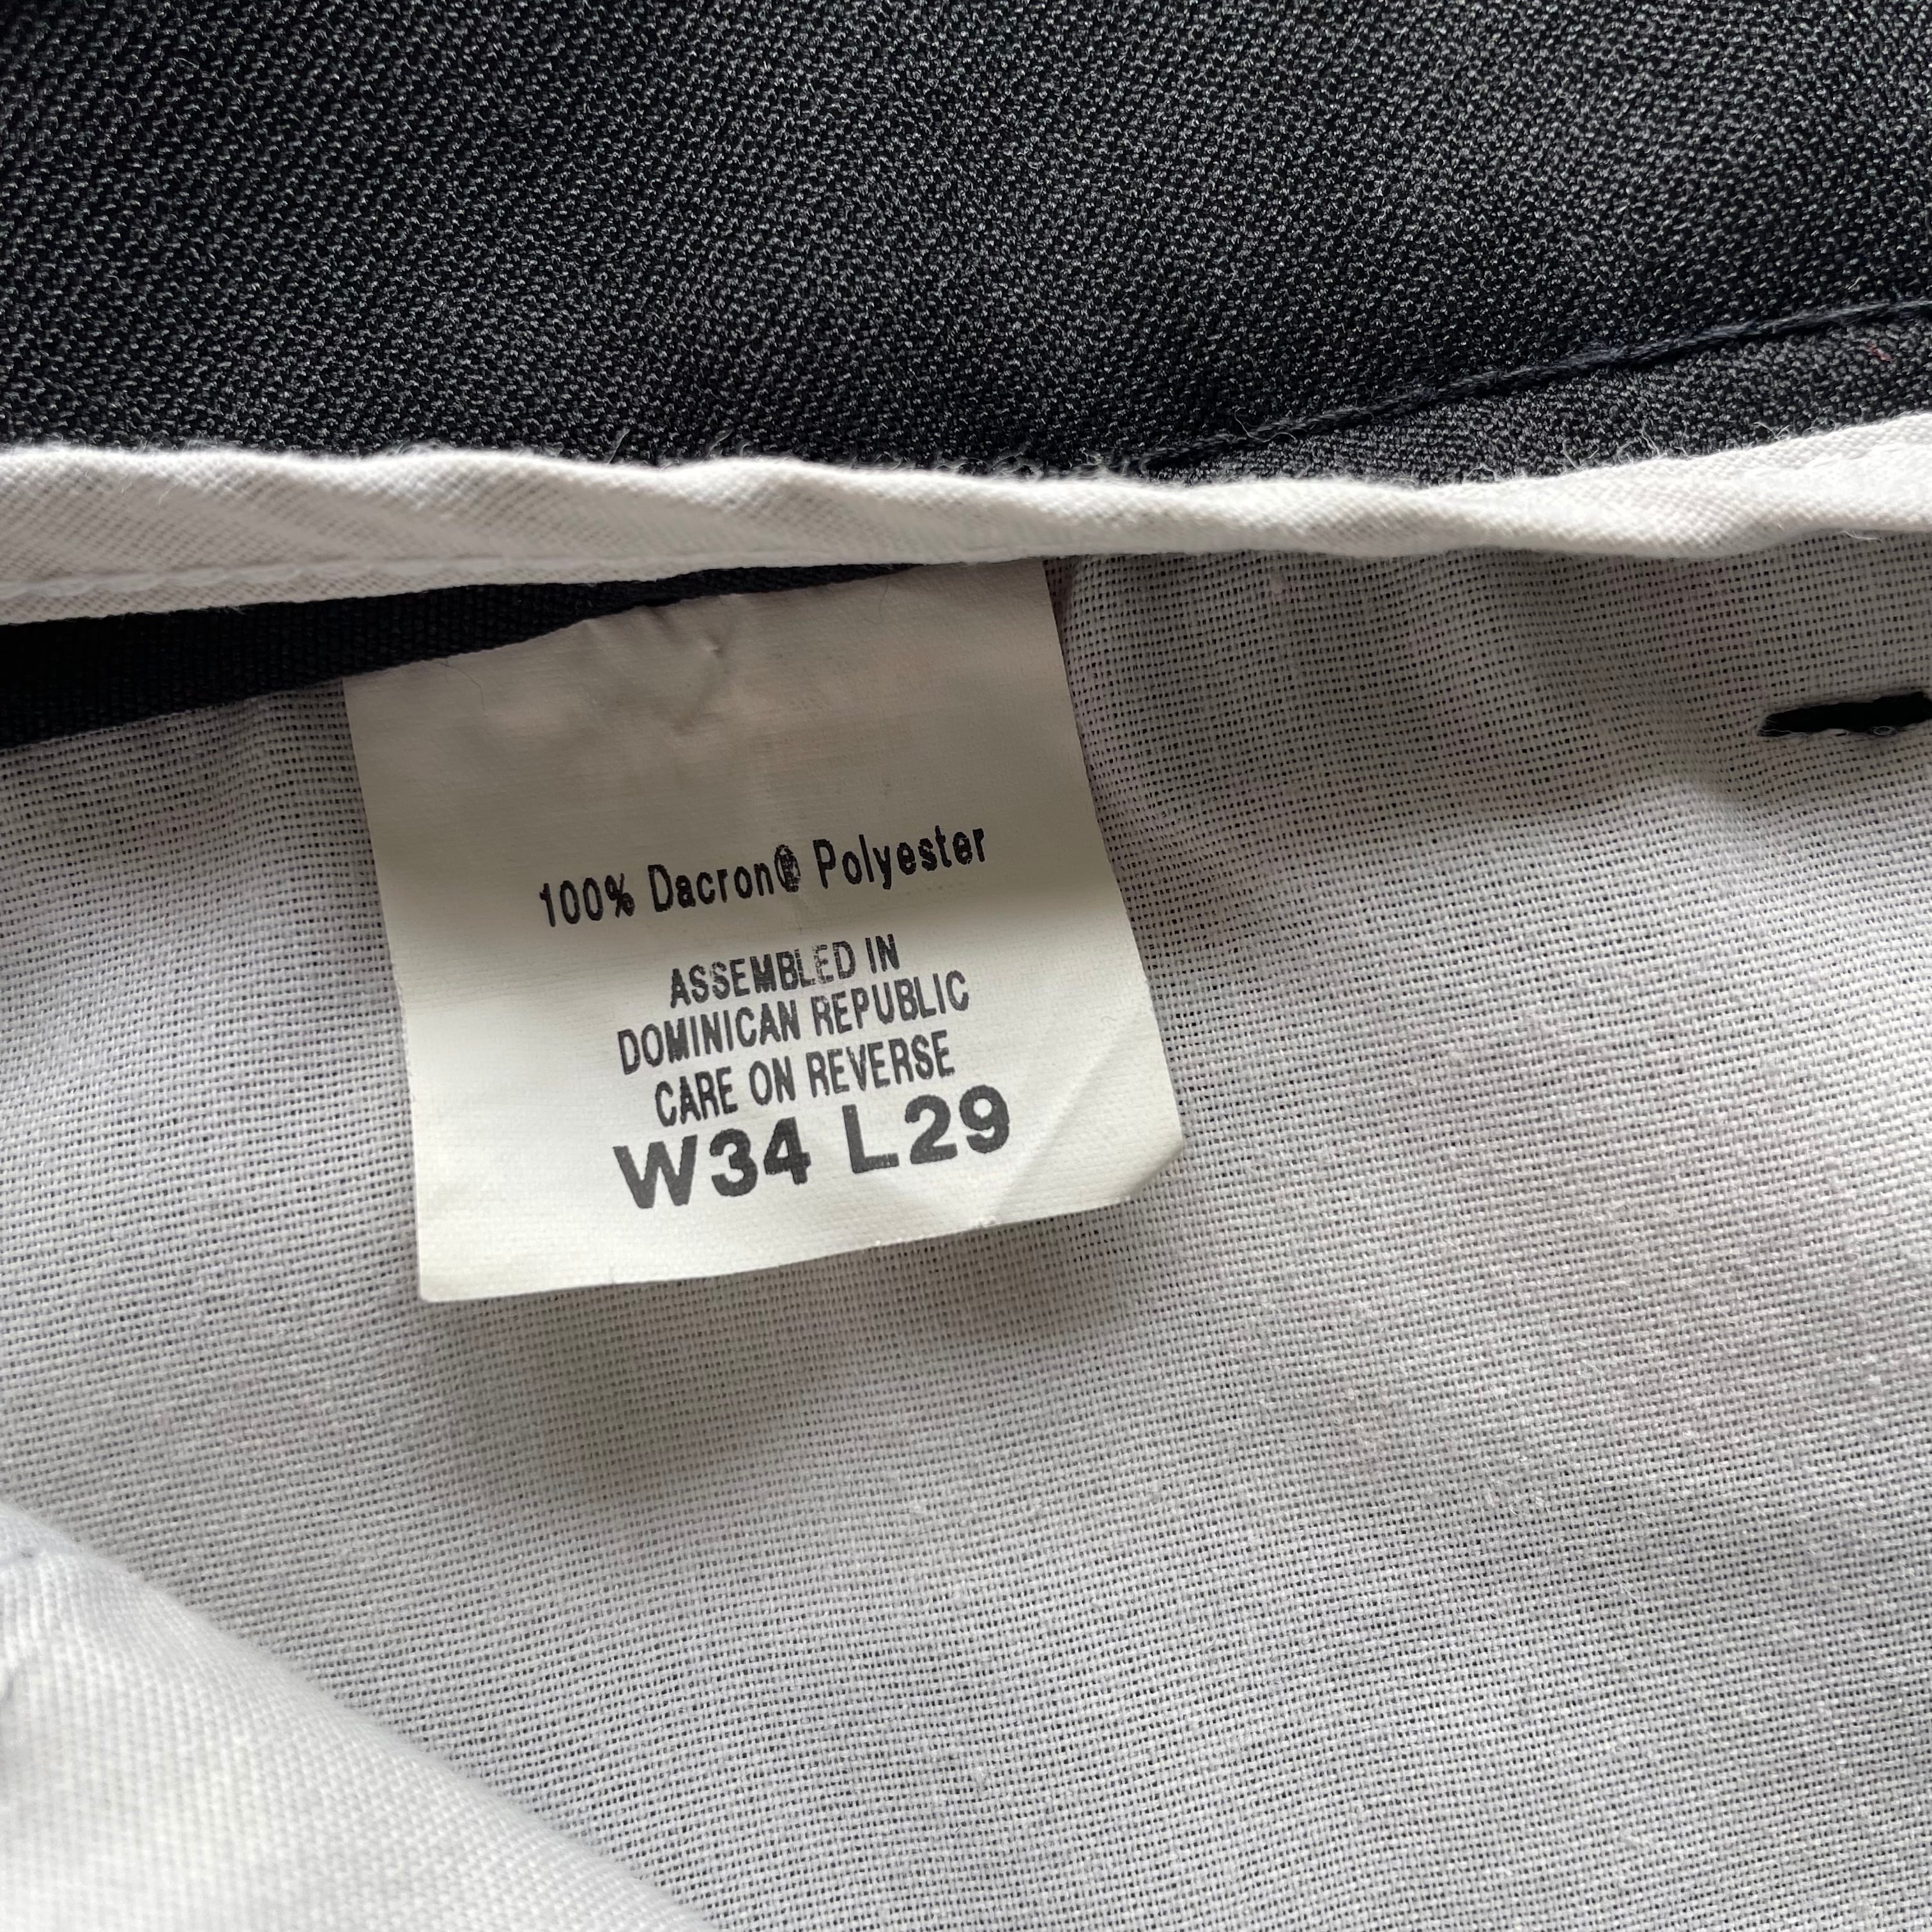 100% Dacron® Polyester
ASSEMBLED IN
DOMINICAN REPUBLIC
CARE ON REVERSE
W34 L29